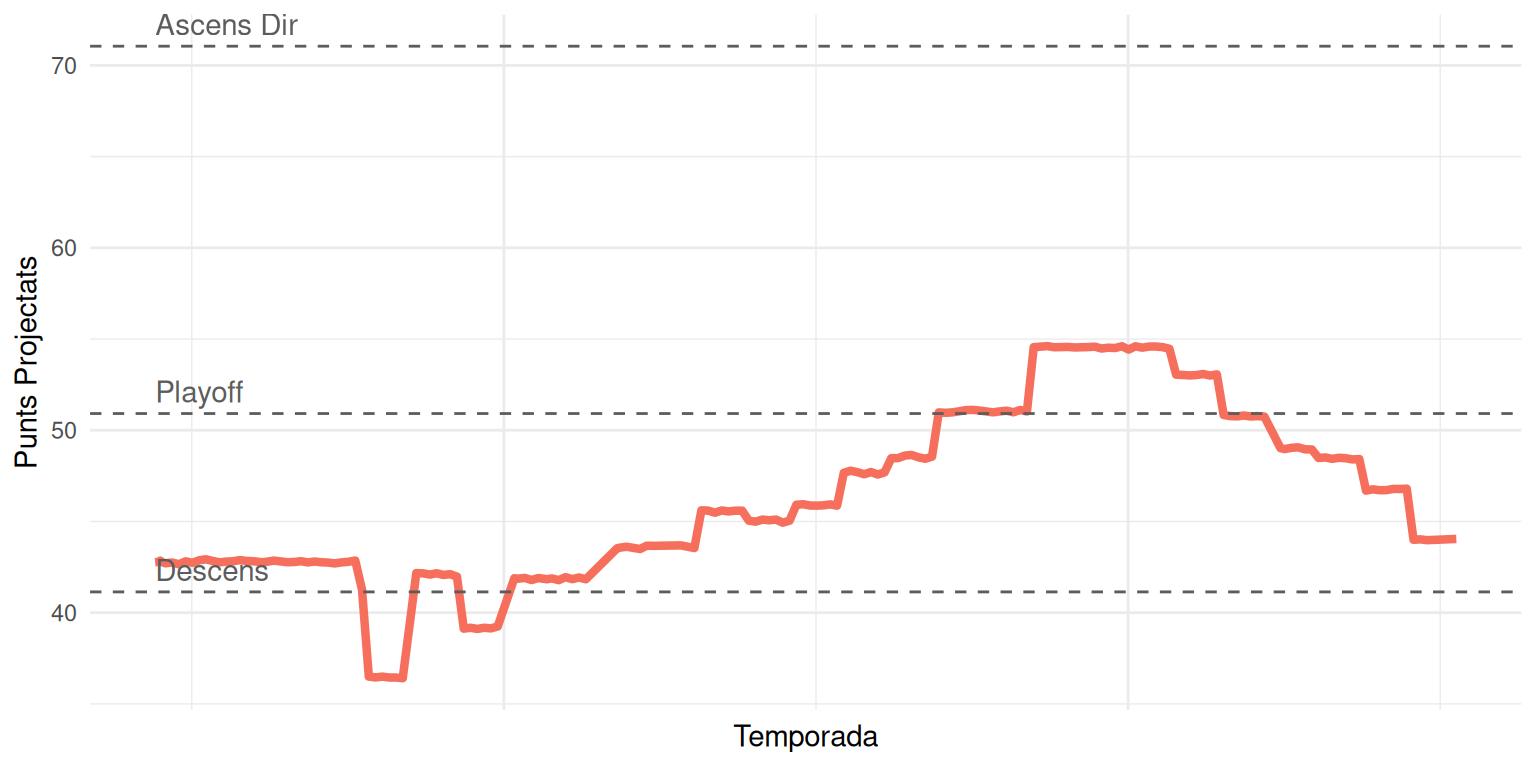 Ascens Dir
70
60
Punts Projectats
Playoff
50
Descens
40
Temporada